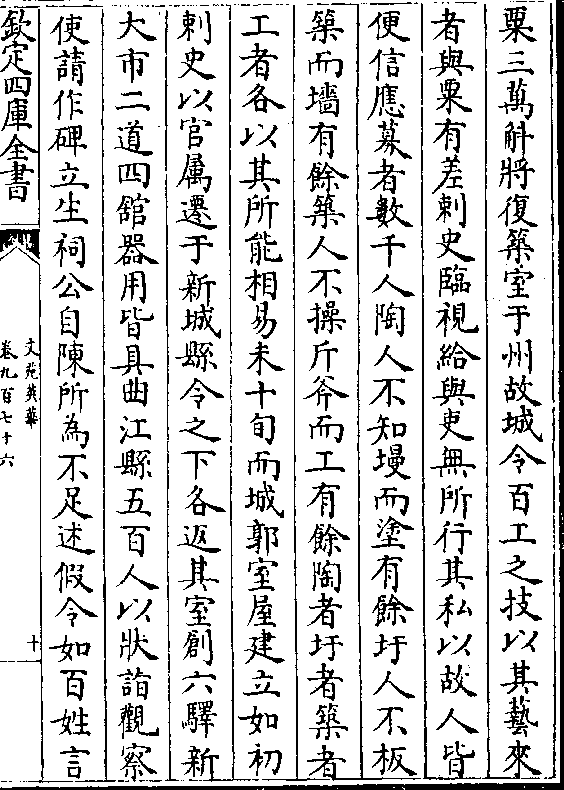 粟三萬斛將復築室于州故城令百工之技以其藝來
者與粟有差刺史臨視給與吏無所行其私以故人皆
便信應募者數千人陶人不知墁而塗有餘圬人不板
築而墻有餘築人不操斤斧而工有餘陶者圬者築者
工者各以其所能相易未十旬而城郭室屋建立如初
刺史以官屬遷于新城縣令之下各返其室創六驛新
大市二道四舘器用皆具曲江縣五百人以狀詣觀察
使請作碑立生祠公自陳所為不足述假令如百姓言
欽定四庫全書
文苑英華
卷九百七十六
十